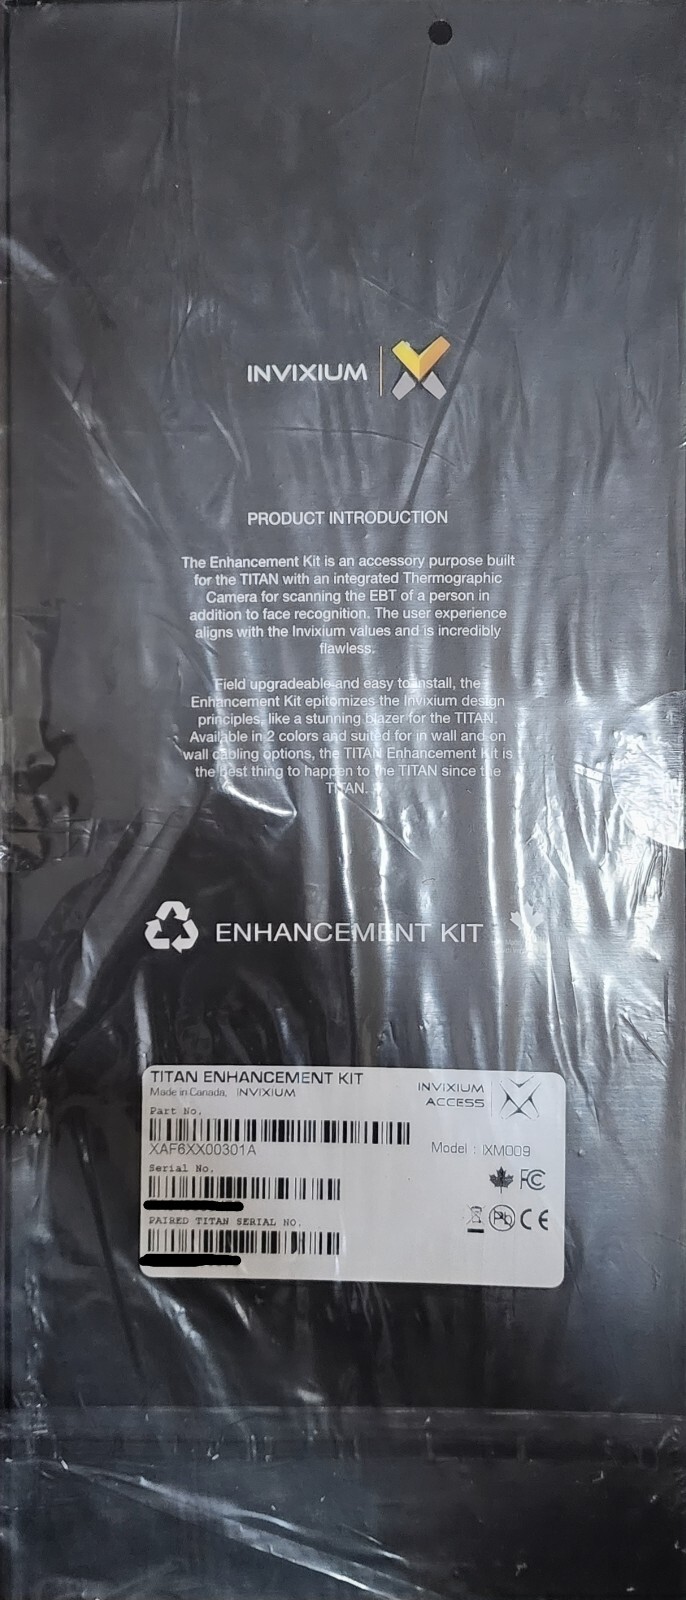 INVIXIUM
PRODUCT INTRODUCTION
The Enhancement Kit is an accessory purpose built
for the TITAN with an integrated Thermographic
Camera for scanning the EBT of a person in
addition to face recognition. The user experience
aligns with the Invixium values and is incredibly
flawless.
Field upgradeable and easy to install, the
Enhancement Kit epitomizes the Invixium design
principles, like a stunning blazer for the TITAN.
Available in 2 colors and suited for in wall and on
wall cabling options, the TITAN Enhancement Kit is
the best thing to happen to the TITAN since the
TITAN.
ENHANCEMENT KIT
TITAN ENHANCEMENT KIT
Made in Canada, INVIXIUM
INVIXIUM
ACCESS
Part No.
XAF6XX00301A
Model : IXM009
Serial No.
FC
PAIRED TITAN SERIAL NO.
Pb
CE